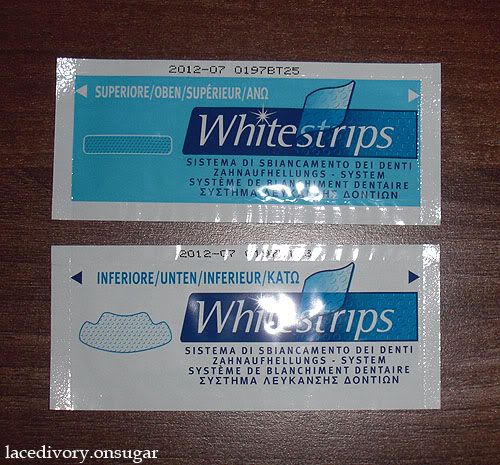 2012-07 0197BT25
SUPERIORE/OBEN/SUPÉRIEUR/ΑΝΩ
Whitestrips
SISTEMA DI SBIANCAMENTO DEI DENTI
ZAHNAUFHELLUNGS - SYSTEM
SYSTÈME DE BLANCHIMENT DENTAIRE
ΣΥΣΤΗΜΑ ΛΕΥΚΑΝΣΗΣ ΔΟΝΤΙΩΝ
2012-07
INFERIORE/UNTEN/INFERIEUR/ΚΑΤΩ
Whitestrips
SISTEMA DI SBIANCAMENTO DEI DENTI
ZAHNAUFHELLUNGS - SYSTEM
SYSTÈME DE BLANCHIMENT DENTAIRE
ΣΥΣΤΗΜΑ ΛΕΥΚΑΝΣΗΣ ΔΟΝΤΙΩΝ
lacedivory.onsugar